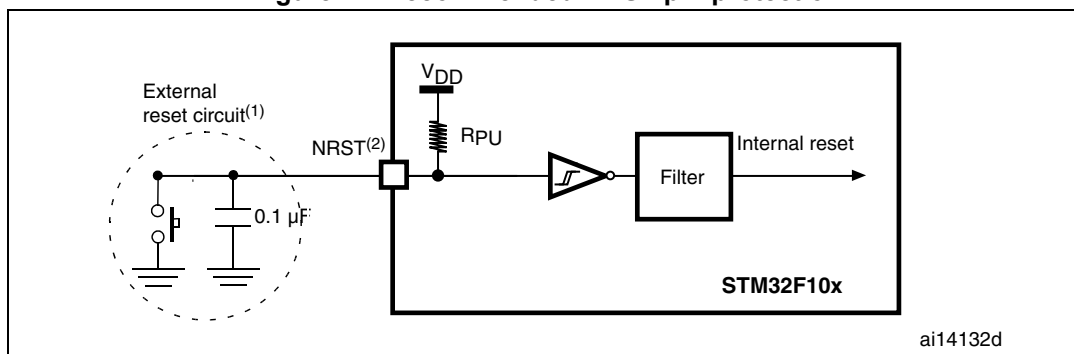 External
reset circuit(1)
VDD
NRST(2)
RPU
Internal reset
Filter
0.1 µF
STM32F10x
ai14132d